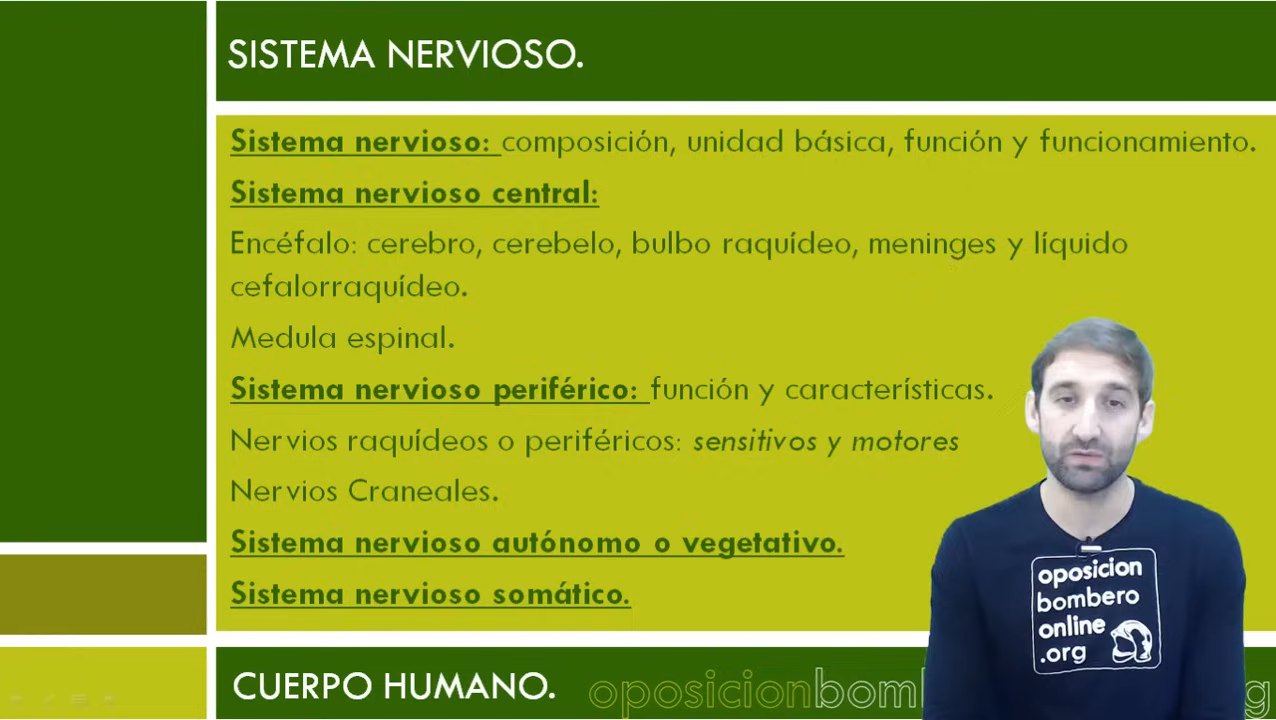 SISTEMA NERVIOSO.
Sistema nervioso: composición, unidad básica, función y funcionamiento.
Sistema nervioso central:
Encéfalo: cerebro, cerebelo, bulbo raquídeo, meninges y líquido
cefalorraquídeo.
Medula espinal.
Sistema nervioso periférico: función y características.
Nervios raquídeos o periféricos: sensitivos y motores
Nervios Craneales.
Sistema nervioso autónomo o vegetativo.
Sistema nervioso somático.
oposicion
bombero
online
.org
CUERPO HUMANO.